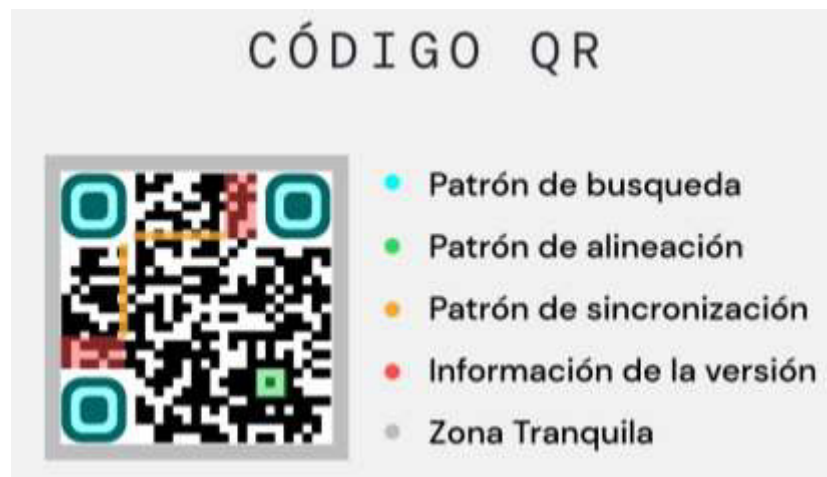 CÓDIGO QR
Patrón de busqueda
Patrón de alineación
Patrón de sincronización
Información de la versión
Zona Tranquila